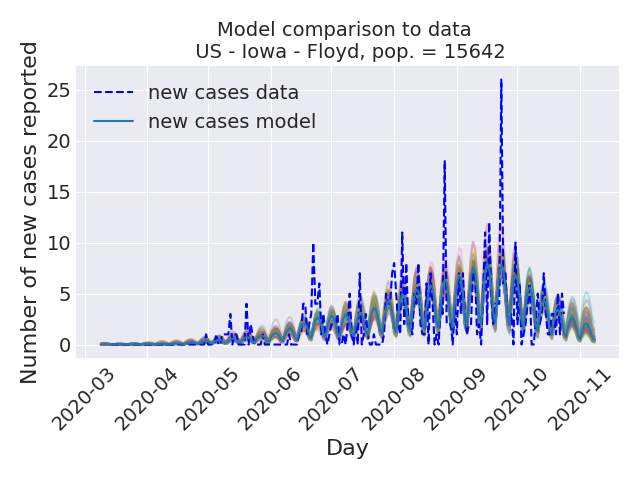 Model comparison to data
US - Iowa - Floyd, pop. = 15642
new cases data
new cases model
Number of new cases reported
25
20
15
10
5
0
2020-03
2020-04
2020-05
2020-06
2020-07
2020-08
2020-09
2020-10
2020-11
Day